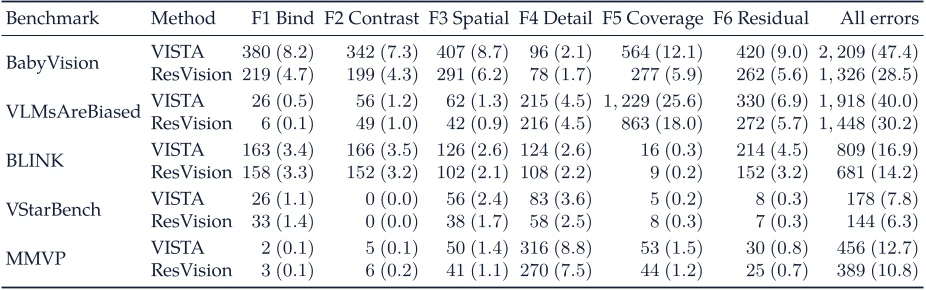 Benchmark Method F1 Bind F2 Contrast F3 Spatial F4 Detail F5 Coverage F6 Residual All errors
BabyVision VISTA 380 (8.2) 342 (7.3) 407 (8.7) 96 (2.1) 564 (12.1) 420 (9.0) 2,209 (47.4)
ResVision 219 (4.7) 199 (4.3) 291 (6.2) 78 (1.7) 277 (5.9) 262 (5.6) 1,326 (28.5)
VLMsAreBiased VISTA 26 (0.5) 56 (1.2) 62 (1.3) 215 (4.5) 1,229 (25.6) 330 (6.9) 1,918 (40.0)
ResVision 6 (0.1) 49 (1.0) 42 (0.9) 216 (4.5) 863 (18.0) 272 (5.7) 1,448 (30.2)
BLINK VISTA 163 (3.4) 166 (3.5) 126 (2.6) 124 (2.6) 16 (0.3) 214 (4.5) 809 (16.9)
ResVision 158 (3.3) 152 (3.2) 102 (2.1) 108 (2.2) 9 (0.2) 152 (3.2) 681 (14.2)
VStarBench VISTA 26 (1.1) 0 (0.0) 56 (2.4) 83 (3.6) 5 (0.2) 8 (0.3) 178 (7.8)
ResVision 33 (1.4) 0 (0.0) 38 (1.7) 58 (2.5) 8 (0.3) 7 (0.3) 144 (6.3)
MMVP VISTA 2 (0.1) 5 (0.1) 50 (1.4) 316 (8.8) 53 (1.5) 30 (0.8) 456 (12.7)
ResVision 3 (0.1) 6 (0.2) 41 (1.1) 270 (7.5) 44 (1.2) 25 (0.7) 389 (10.8)